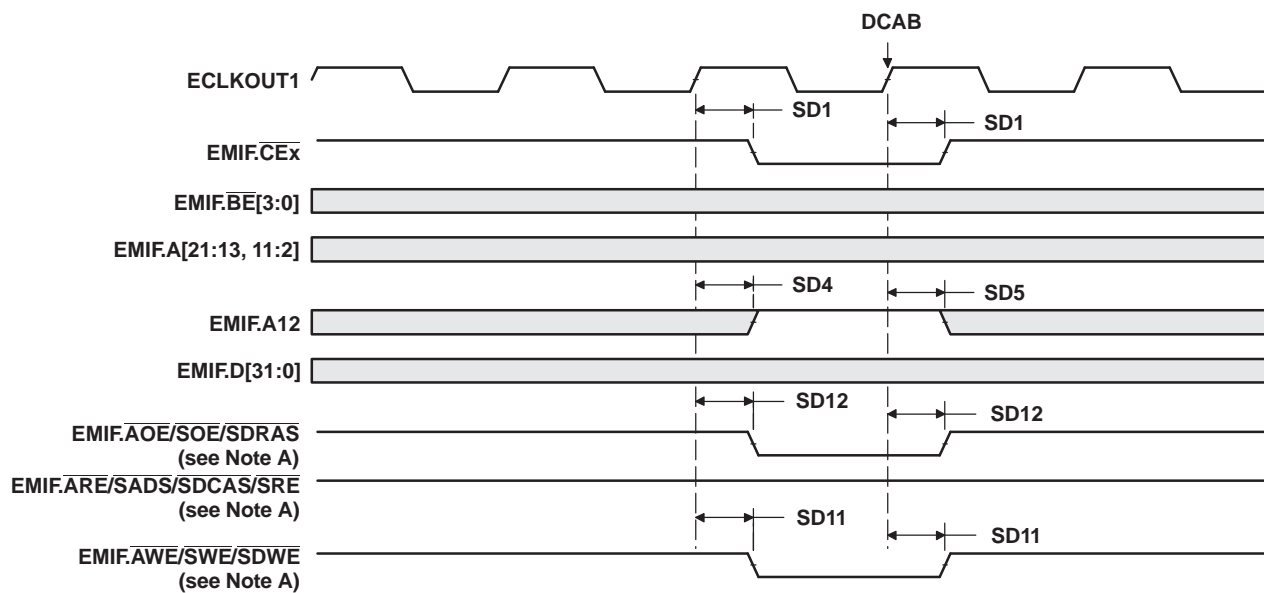 DCAB
ECLKOUT1
SD1
SD1
EMIF.CEx
EMIF.BE[3:0]
EMIF.A[21:13, 11:2]
SD4
SD5
EMIF.A12
EMIF.D[31:0]
SD12
SD12
EMIF.AOE/SOE/SDRAS
(see Note A)
EMIF.ARE/SADS/SDCAS/SRE
(see Note A)
SD11
SD11
EMIF.AWE/SWE/SDWE
(see Note A)